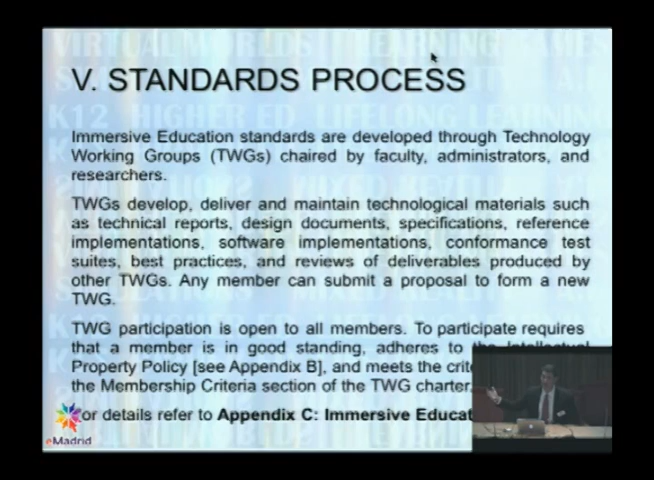 V. STANDARDS PROCESS
Immersive Education standards are developed through Technology
Working Groups (TWGs) chaired by faculty, administrators, and
researchers.
TWGs develop, deliver and maintain technological materials such
as technical reports, design documents, specifications, reference
implementations, software implementations, conformance test
suites, best practices, and reviews of deliverables produced by
other TWGs. Any member can submit a proposal to form a new
TWG.
TWG participation is open to all members. To participate requires
that a member is in good standing, adheres to the Intellectual
Property Policy [see Appendix B], and meets the
the Membership Criteria section of the TWG charter.
or details refer to Appendix C: Immersive
eMadrid